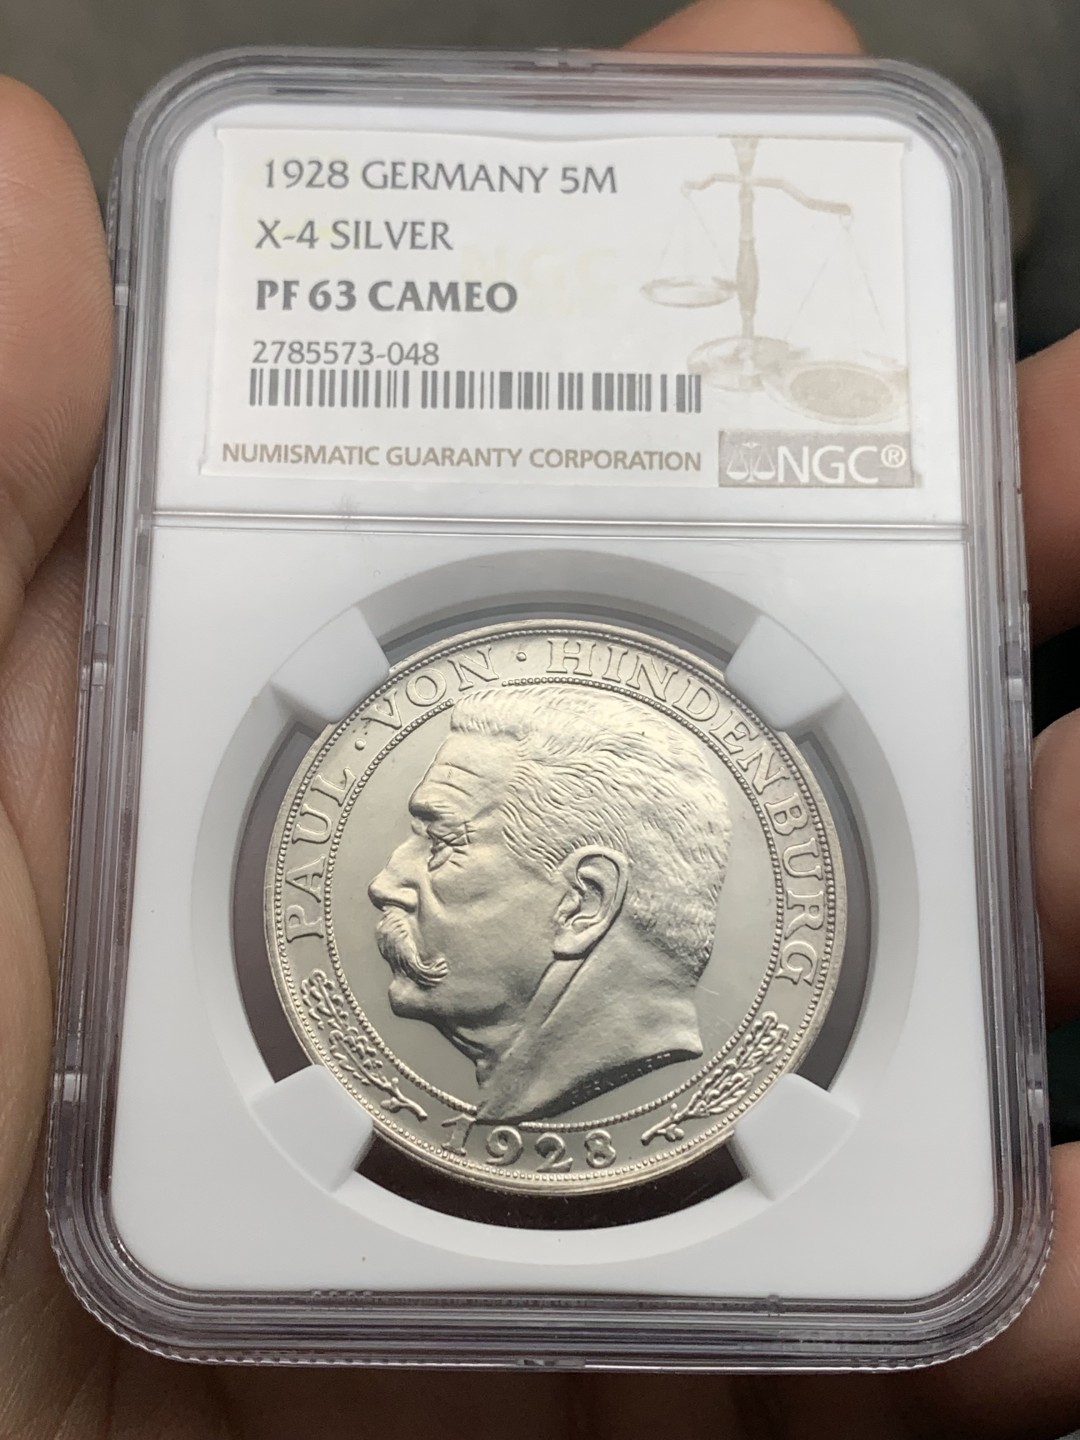 1928 GERMANY 5M
X-4 SILVER
PF 63 CAMEO
2785573-048
NUMISMATIC GUARANTY CORPORATION
NGC®
PAUL · VON · HINDENBURG
1928